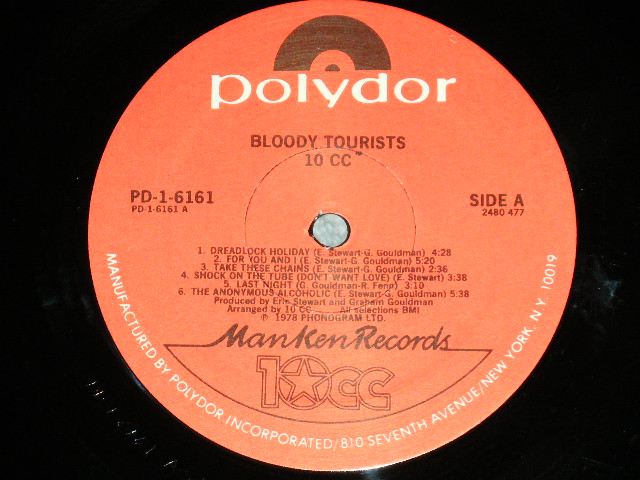 polydor
BLOODY TOURISTS
10 CC
PD-1-6161
PD-1-6161 A
SIDE A
2480 477
1. DREADLOCK HOLIDAY (E. Stewart-G. Gouldman) 4:28
2. FOR YOU AND I (E. Stewart-G. Gouldman) 5:20
3. TAKE THESE CHAINS (E. Stewart-G. Gouldman) 2:36
4. SHOCK ON THE TUBE (DON'T WANT LOVE) (E. Stewart) 3:38
5. LAST NIGHT (G. Gouldman-R. Fenn) 3:10
6. THE ANONYMOUS ALCOHOLIC (E. Stewart-G. Gouldman) 5:38
Produced by Eric Stewart and Graham Gouldman
Arranged by 10 CC All selections BMI
℗ 1978 PHONOGRAM LTD.
ManKen Records
10CC
MANUFACTURED BY POLYDOR INCORPORATED/810 SEVENTH AVENUE/NEW YORK, N.Y. 10019